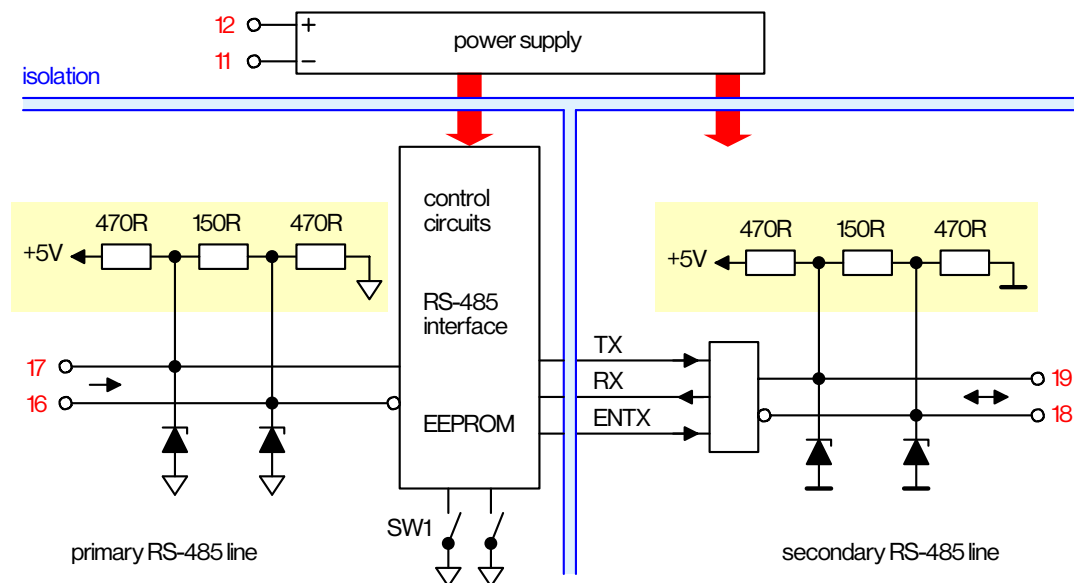 12
+
power supply
11
−
isolation
control
circuits
470R
150R
470R
+5V
RS-485
interface
EEPROM
17
16
TX
RX
ENTX
470R
150R
470R
+5V
19
18
SW1
primary RS-485 line
secondary RS-485 line